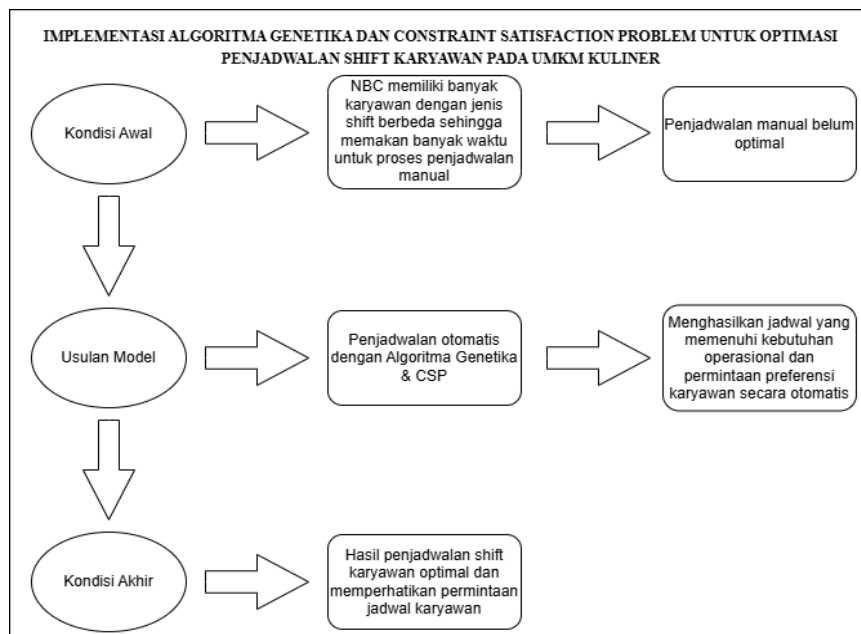 IMPLEMENTASI ALGORITMA GENETIKA DAN CONSTRAINT SATISFACTION PROBLEM UNTUK OPTIMASI
PENJADWALAN SHIFT KARYAWAN PADA UMKM KULINER
Kondisi Awal
NBC memiliki banyak
karyawan dengan jenis
shift berbeda sehingga
memakan banyak waktu
untuk proses penjadwalan
manual
Penjadwalan manual belum
optimal
Usulan Model
Penjadwalan otomatis
dengan Algoritma Genetika
& CSP
Menghasilkan jadwal yang
memenuhi kebutuhan
operasional dan
permintaan preferensi
karyawan secara otomatis
Kondisi Akhir
Hasil penjadwalan shift
karyawan optimal dan
memperhatikan permintaan
jadwal karyawan